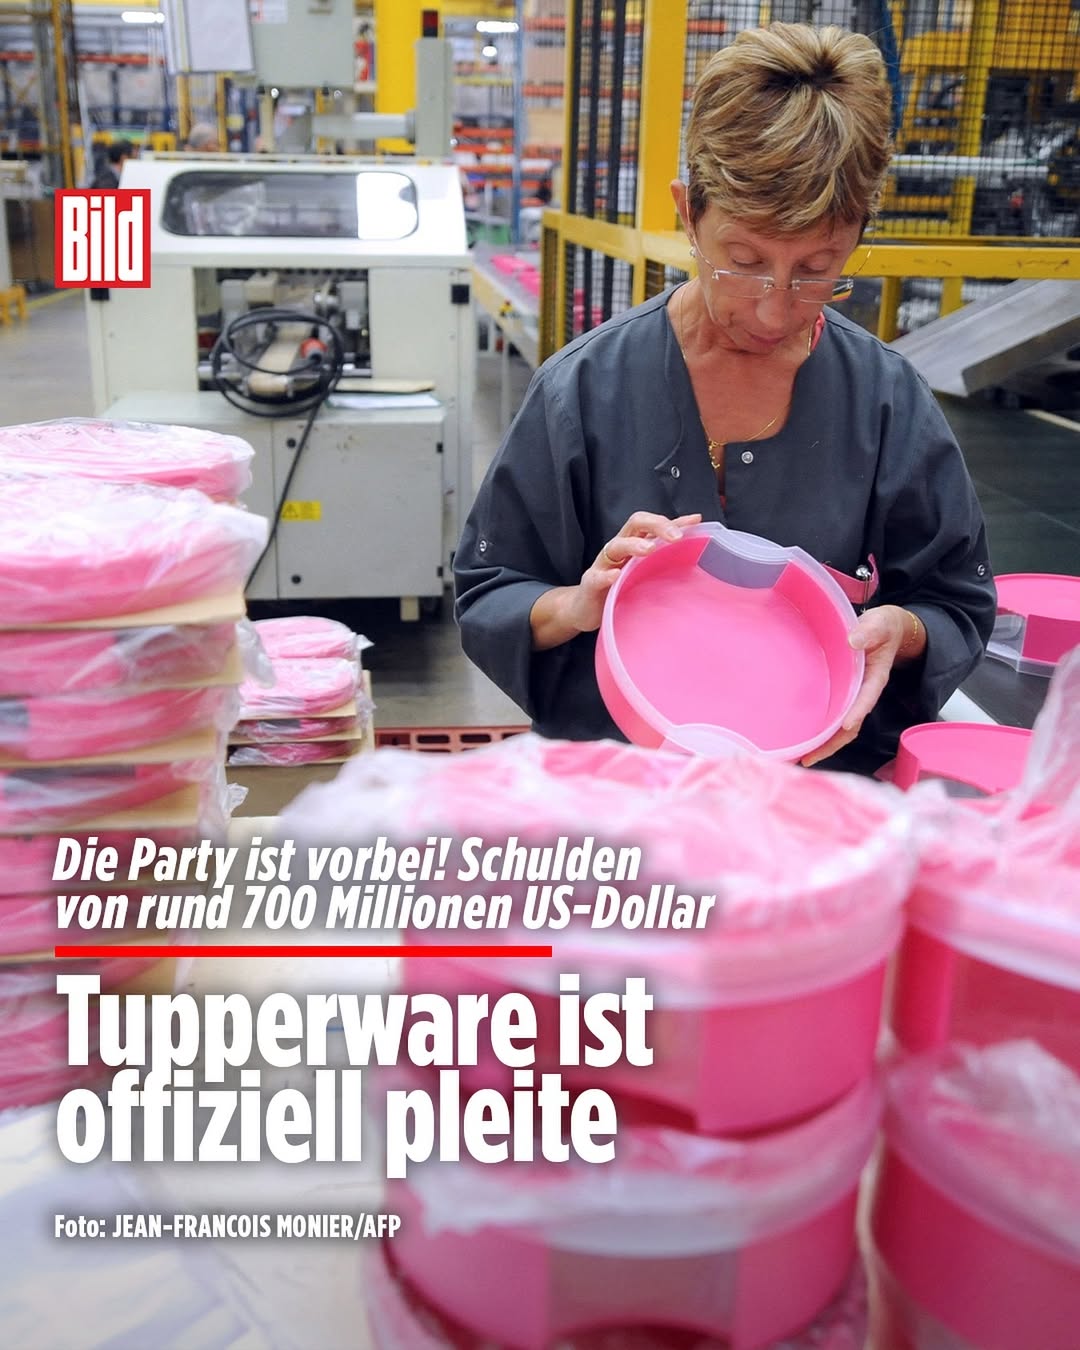 Bild
Die Party ist vorbei! Schulden
von rund 700 Millionen US-Dollar
Tupperware ist
offiziell pleite
Foto: JEAN-FRANCOIS MONIER/AFP